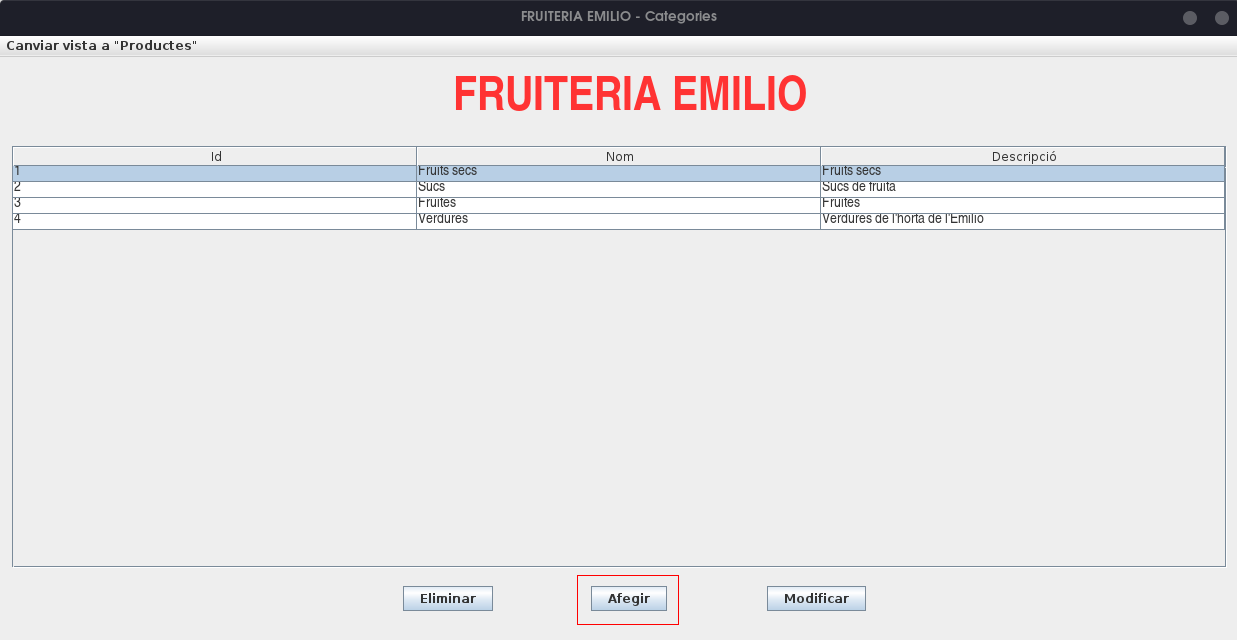 FRUITERIA EMILIO - Categories
Canviar vista a "Productes"
FRUITERIA EMILIO
Id Nom Descripció
1 Fruits secs Fruits secs
2 Sucs Sucs de fruita
3 Fruites Fruites
4 Verdures Verdures de l'horta de l'Emilio
Eliminar Afegir Modificar